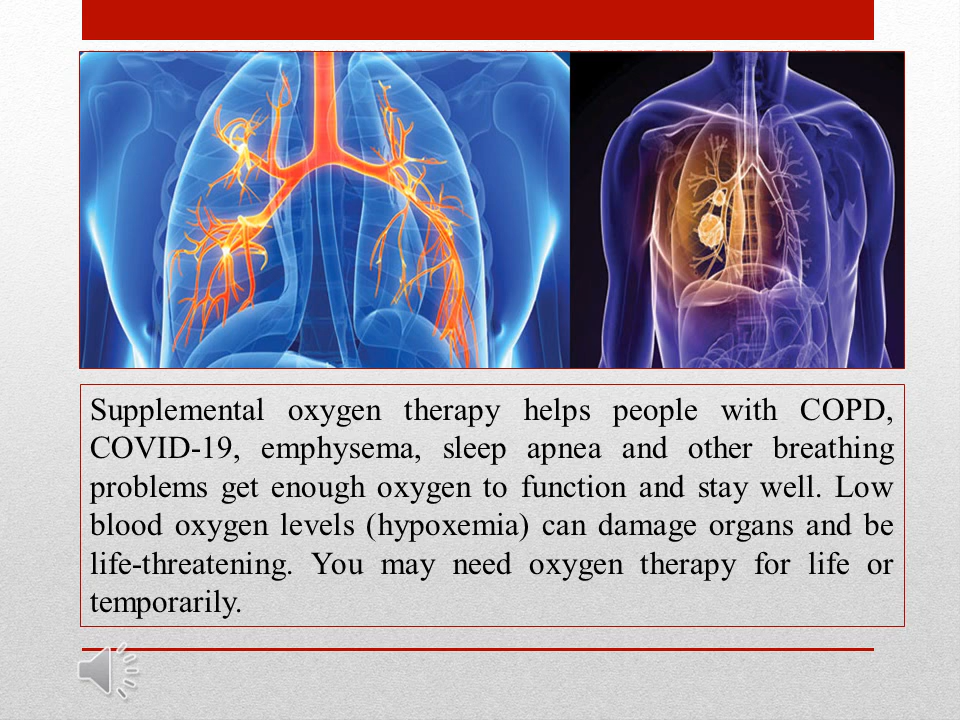 Supplemental oxygen therapy helps people with COPD,
COVID-19, emphysema, sleep apnea and other breathing
problems get enough oxygen to function and stay well. Low
blood oxygen levels (hypoxemia) can damage organs and be
life-threatening. You may need oxygen therapy for life or
temporarily.